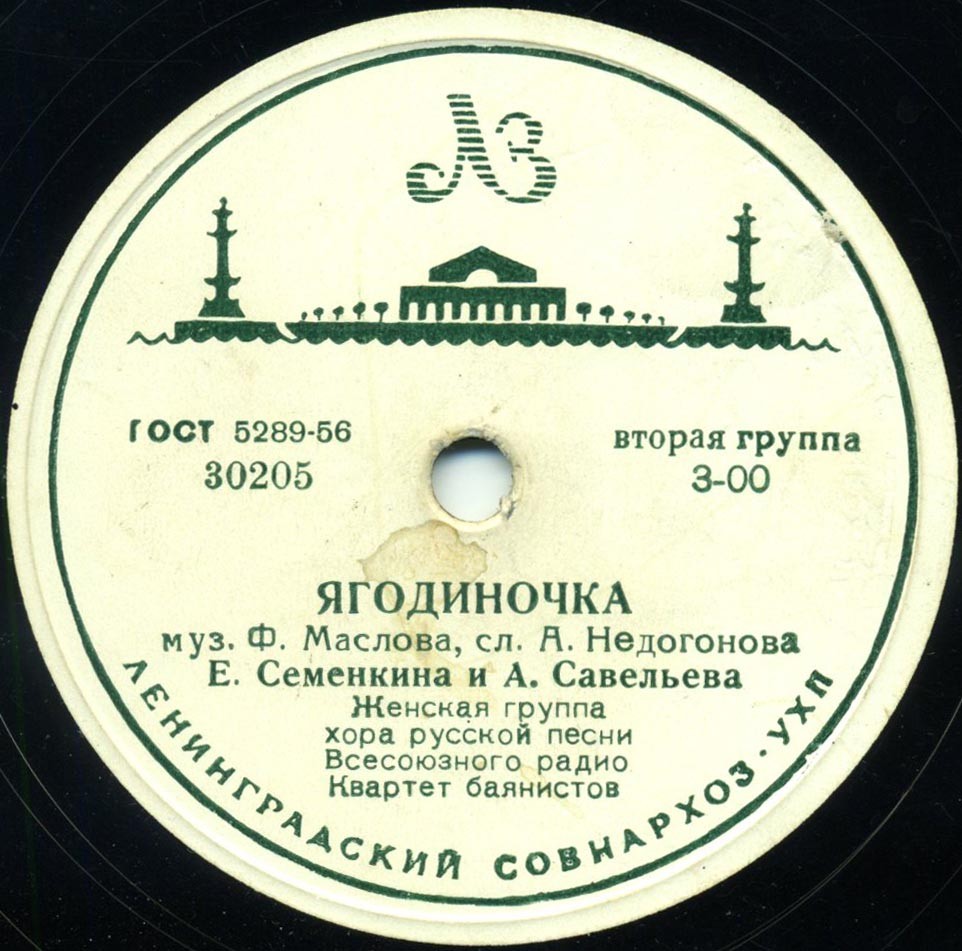 ЛЗ
ГОСТ 5289-56
30205
вторая группа
3-00
ЯГОДИНОЧКА
муз. Ф. Маслова, сл. А. Недогонова
Е. Семенкина и А. Савельева
Женская группа
хора русской песни
Всесоюзного радио
Квартет баянистов
ЛЕНИНГРАДСКИЙ СОВНАРХОЗ·УХП